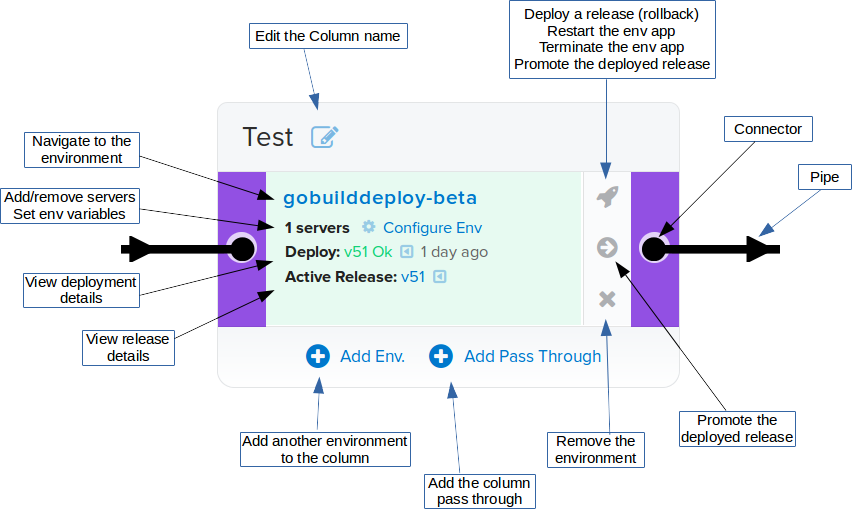 Deploy a release (rollback)
Restart the env app
Terminate the env app
Promote the deployed release
Edit the Column name
Connector
Test
Navigate to the
environment
Pipe
gobuilddeploy-beta
Add/remove servers
Set env variables
1 servers Configure Env
Deploy: v51 Ok 1 day ago
Active Release: v51
View deployment
details
View release
details
Add Env. Add Pass Through
Promote the
deployed release
Add another environment
to the column
Remove the
environment
Add the column
pass through